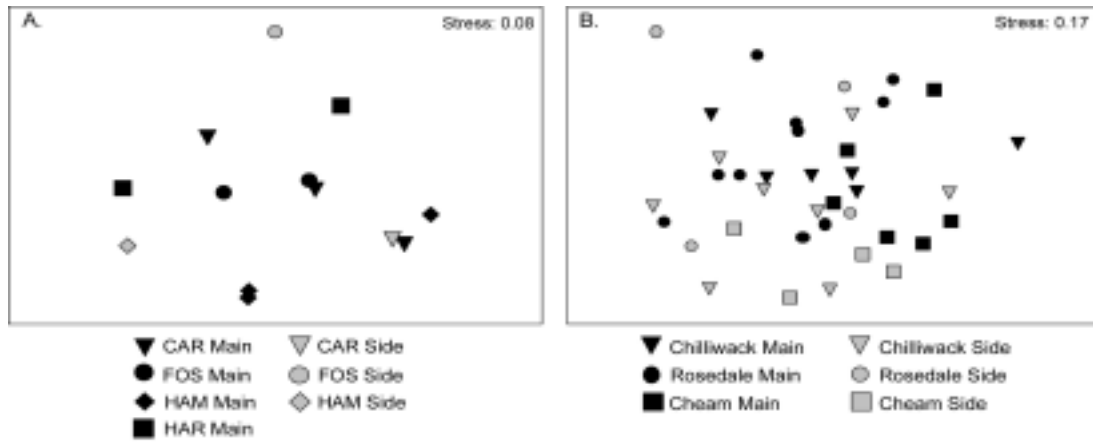 A.
Stress: 0.08
CAR Main
CAR Side
FOS Main
FOS Side
HAM Main
HAM Side
HAR Main
B.
Stress: 0.17
Chilliwack Main
Chilliwack Side
Rosedale Main
Rosedale Side
Cheam Main
Cheam Side